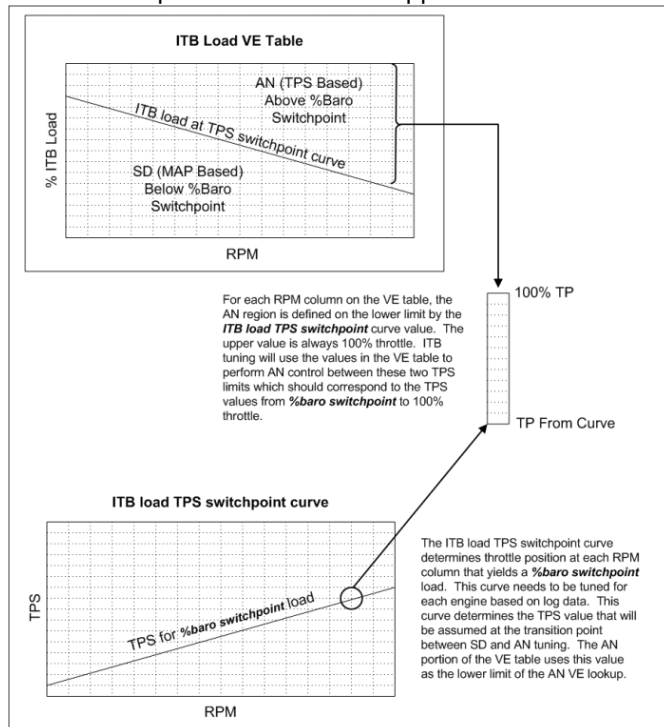 ITB Load VE Table
AN (TPS Based)
Above %Baro
Switchpoint
ITB load at TPS switchpoint curve
SD (MAP Based)
Below %Baro
Switchpoint
% ITB Load
RPM
100% TP
For each RPM column on the VE table, the
AN region is defined on the lower limit by the
ITB load TPS switchpoint curve value. The
upper value is always 100% throttle. ITB
tuning will use the values in the VE table to
perform AN control between these two TPS
limits which should correspond to the TPS
values from %baro switchpoint to 100%
throttle.
TP From Curve
ITB load TPS switchpoint curve
TPS for %baro switchpoint load
TPS
RPM
The ITB load TPS switchpoint curve
determines throttle position at each RPM
column that yields a %baro switchpoint
load. This curve needs to be tuned for
each engine based on log data. This
curve determines the TPS value that will
be assumed at the transition point
between SD and AN tuning. The AN
portion of the VE table uses this value
as the lower limit of the AN VE lookup.